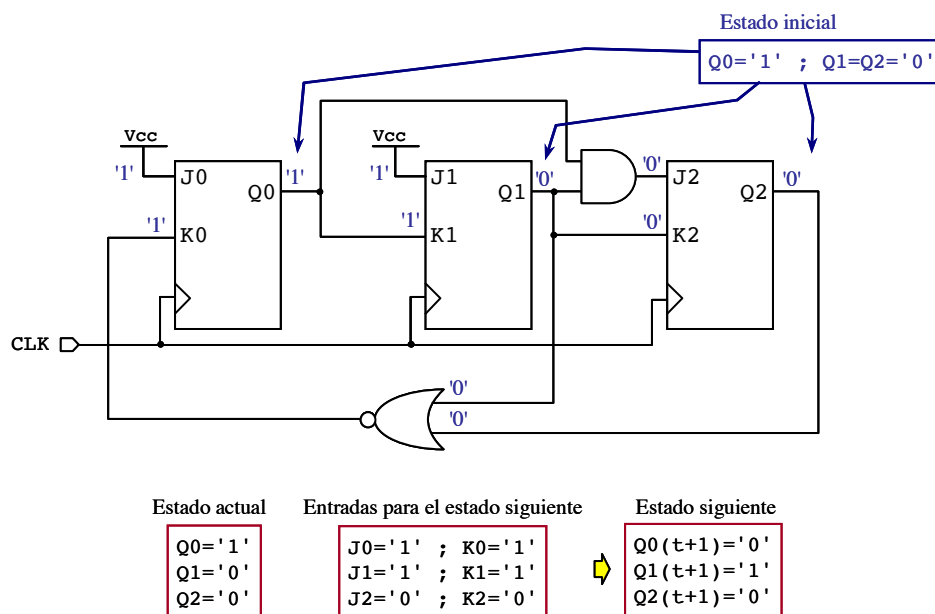 Estado inicial
Q0='1' ; Q1=Q2='0'
Vcc
Vcc
'1'
J0
Q0
'1'
'1'
J1
Q1
'0'
'0'
J2
Q2
'0'
'1'
K0
'1'
K1
'0'
K2
CLK
'0'
'0'
Estado actual
Entradas para el estado siguiente
Estado siguiente
Q0='1'
Q1='0'
Q2='0'
J0='1' ; K0='1'
J1='1' ; K1='1'
J2='0' ; K2='0'
Q0(t+1)='0'
Q1(t+1)='1'
Q2(t+1)='0'